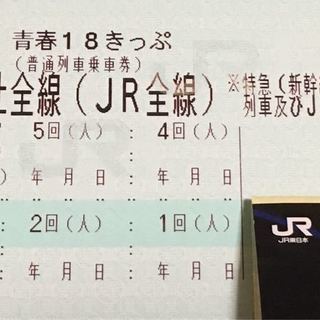 青春18きっぷ
(普通列車乗車券)
全線(JR全線) ※特急(新幹
列車及びJ
5回(人) : 4回(人) :
年 月 日 : 年 月 日 :
: 2回(人) : 1回(人) :
: 年 月 日 : 年 月 日 :
JR
JR東日本